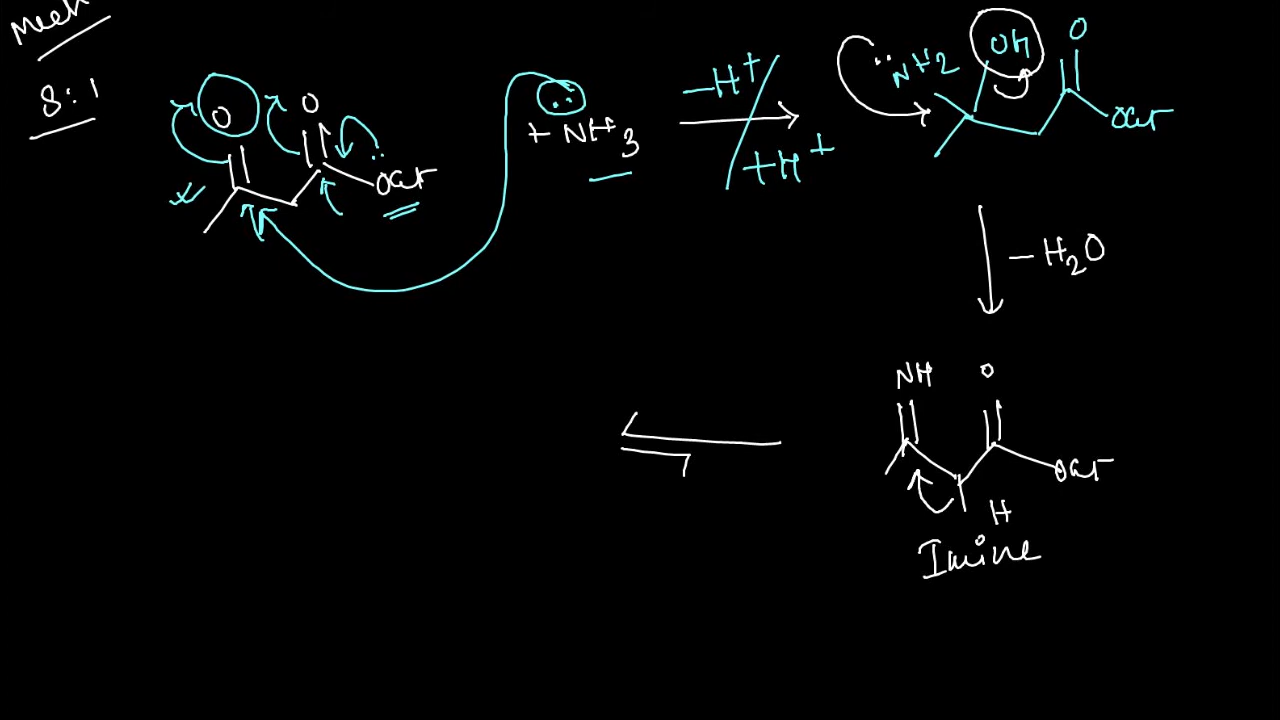 Mech
8:1
O
O
OEt
+ NH3
-H+
+H+
NH2
OH
O
OEt
- H2O
NH
O
OEt
H
Imine